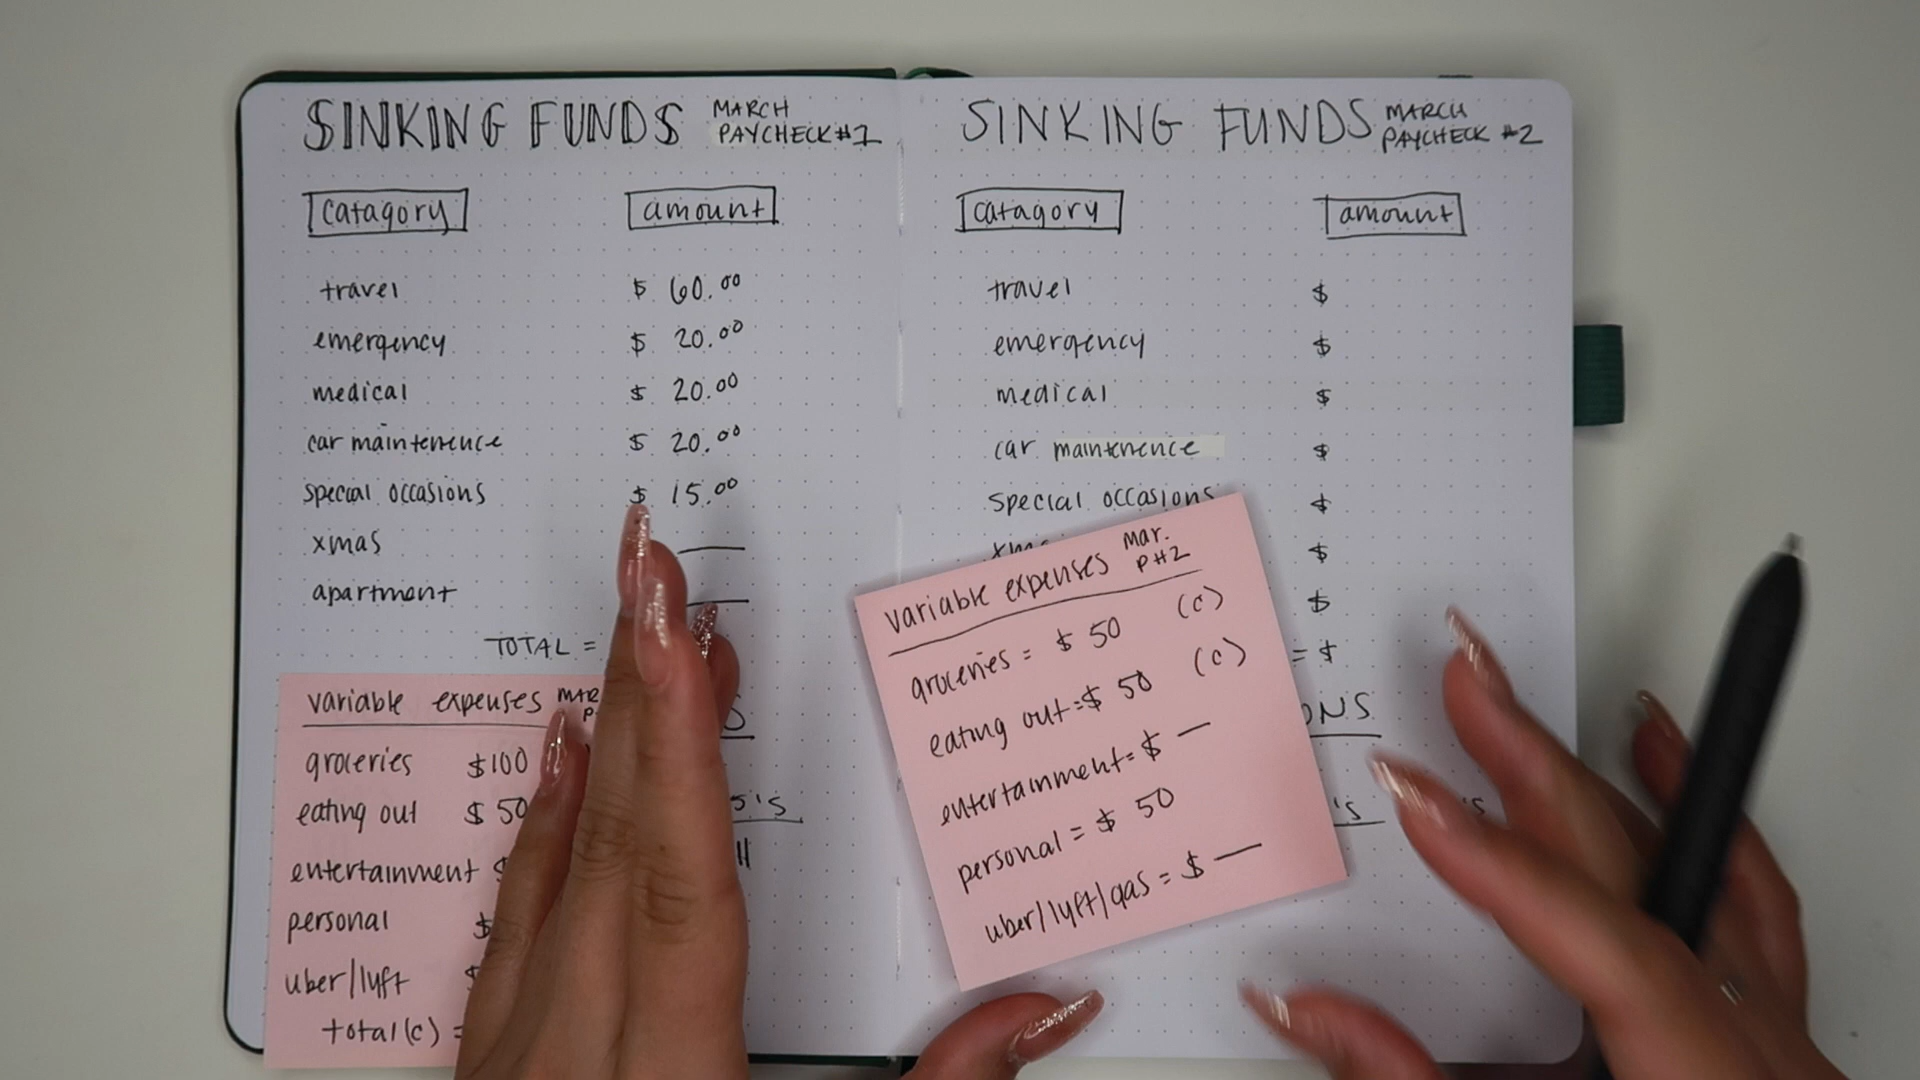 SINKING FUNDS MARCH PAYCHECK #1
catagory amount
travel $ 60.00
emergency $ 20.00
medical $ 20.00
car maintenence $ 20.00
special occasions $ 15.00
xmas —
apartment —
TOTAL =
variable expenses MAR
groceries $100
eating out $ 50
entertainment $
personal $
uber/lyft $
total(c) =
5's
SINKING FUNDS MARCH PAYCHECK #2
catagory amount
travel $
emergency $
medical $
car maintenence $
special occasions $
xmas $
$
= $
variable expenses Mar. P#2
groceries = $ 50 (c)
eating out = $ 50 (c)
entertainment = $ —
personal = $ 50
uber/lyft/gas = $ —